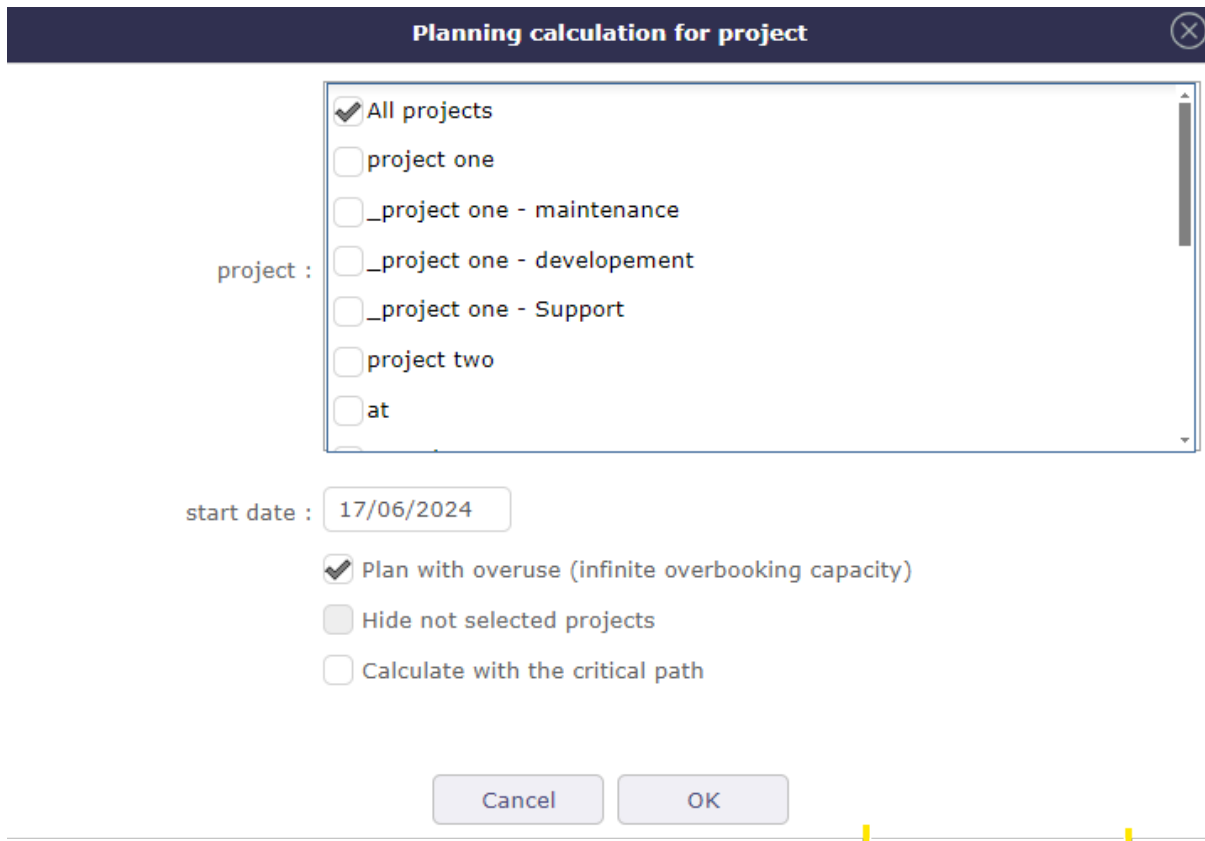 Planning calculation for project
All projects
project one
_project one - maintenance
project :
_project one - developement
_project one - Support
project two
at
start date : 17/06/2024
Plan with overuse (infinite overbooking capacity)
Hide not selected projects
Calculate with the critical path
Cancel OK